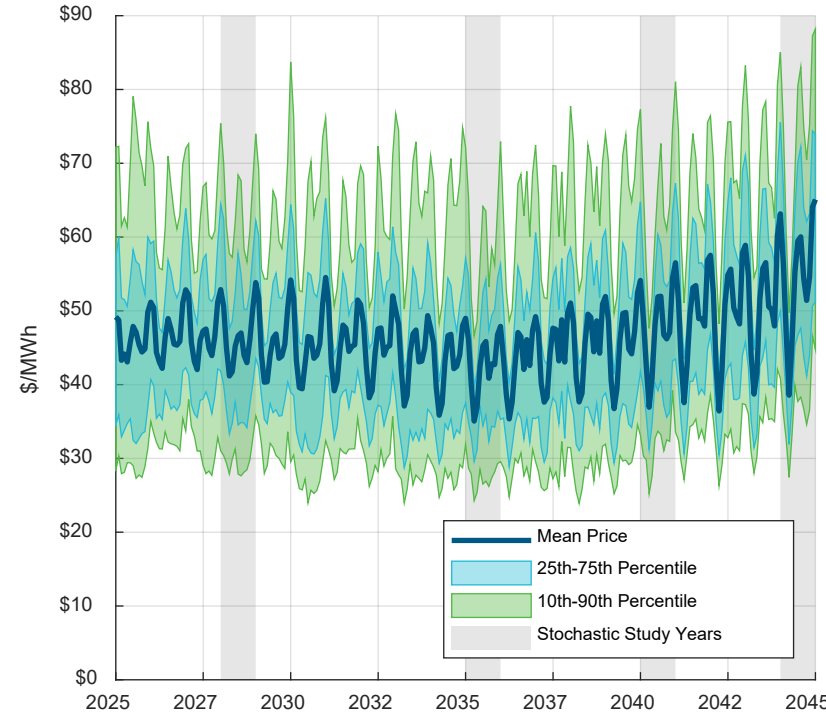 $90
$80
$70
$60
$50
$40
$30
$20
$10
$0
$/MWh
Mean Price
25th-75th Percentile
10th-90th Percentile
Stochastic Study Years
2025 2027 2030 2032 2035 2037 2040 2042 2045